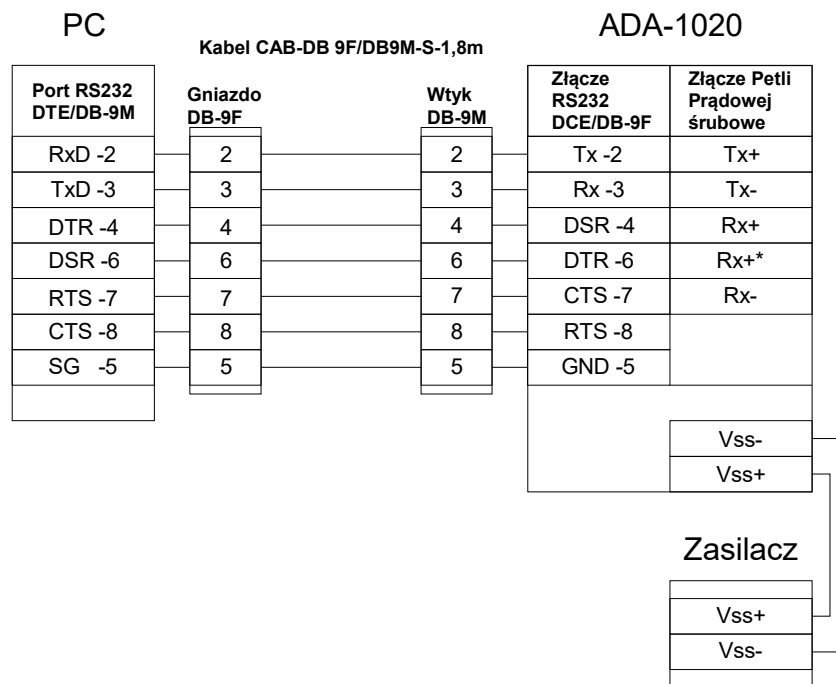 PC
ADA-1020
Kabel CAB-DB 9F/DB9M-S-1,8m
Port RS232
DTE/DB-9M
Gniazdo
DB-9F
Wtyk
DB-9M
Złącze
RS232
DCE/DB-9F
Złącze Petli
Prądowej
śrubowe
RxD -2
2
2
Tx -2
Tx+
TxD -3
3
3
Rx -3
Tx-
DTR -4
4
4
DSR -4
Rx+
DSR -6
6
6
DTR -6
Rx+*
RTS -7
7
7
CTS -7
Rx-
CTS -8
8
8
RTS -8
SG -5
5
5
GND -5
Vss-
Vss+
Zasilacz
Vss+
Vss-